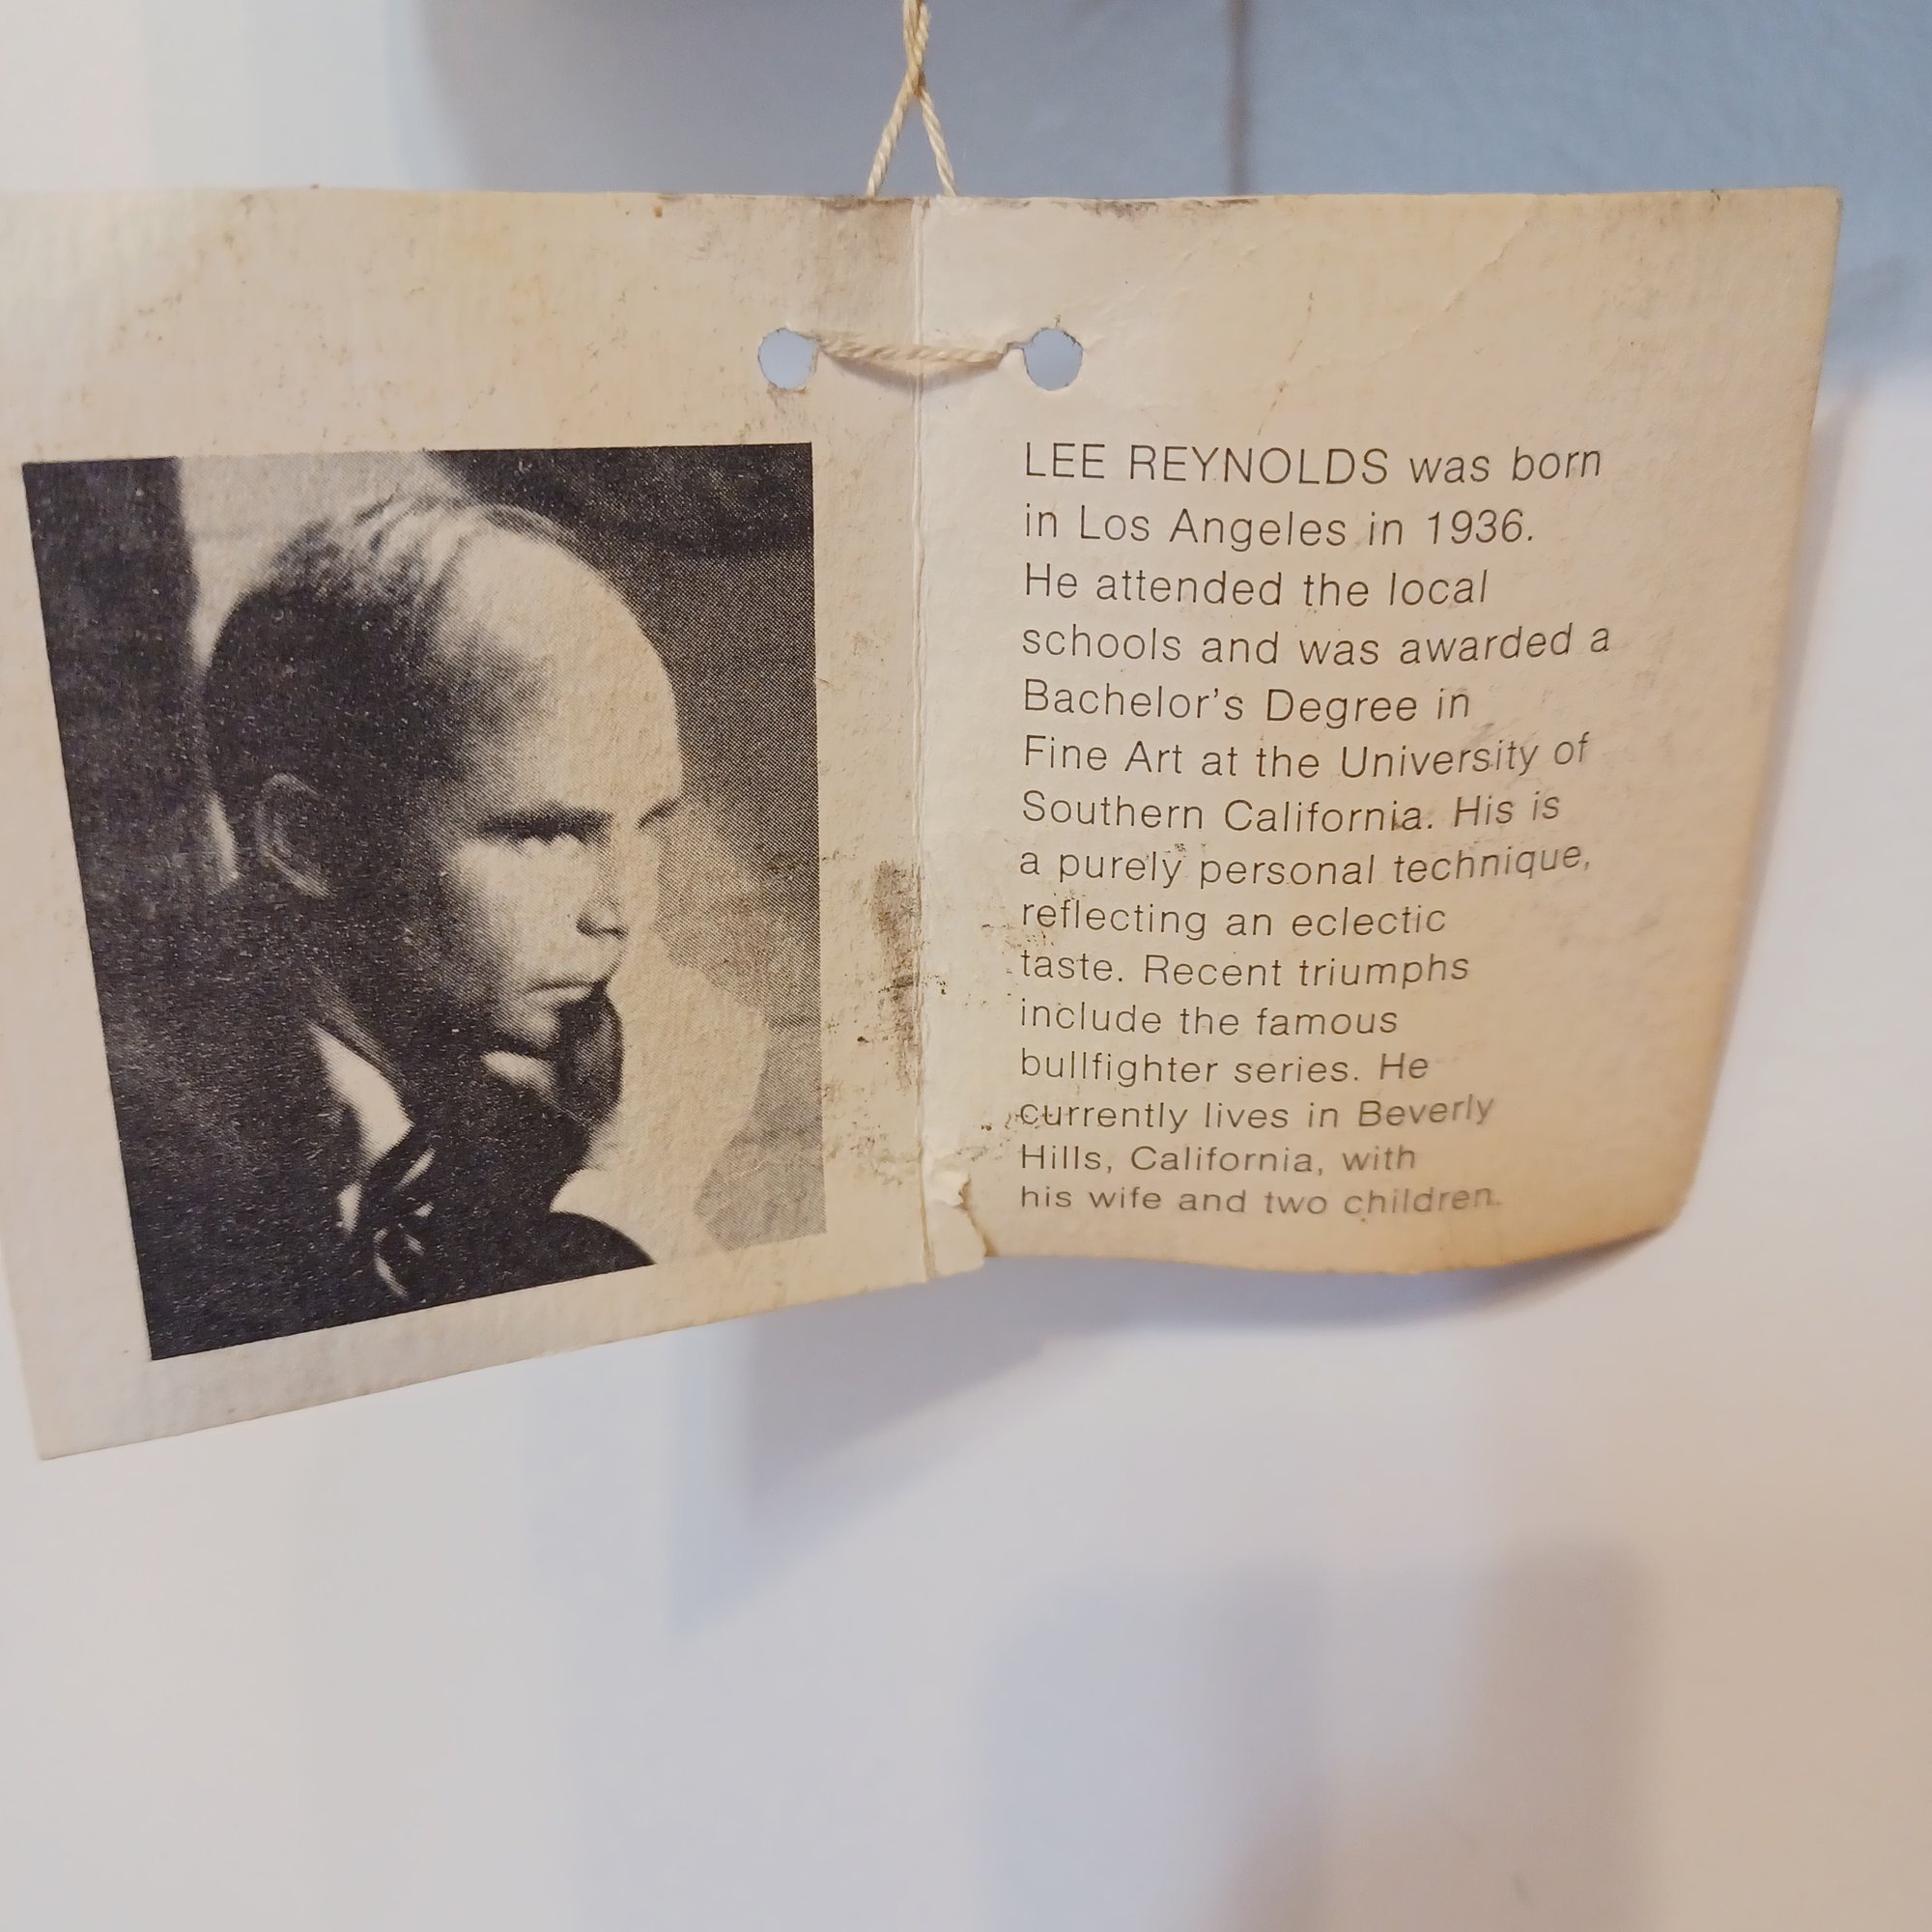 LEE REYNOLDS was born
in Los Angeles in 1936.
He attended the local
schools and was awarded a
Bachelor's Degree in
Fine Art at the University of
Southern California. His is
a purely personal technique,
reflecting an eclectic
taste. Recent triumphs
include the famous
bullfighter series. He
currently lives in Beverly
Hills, California, with
his wife and two children.